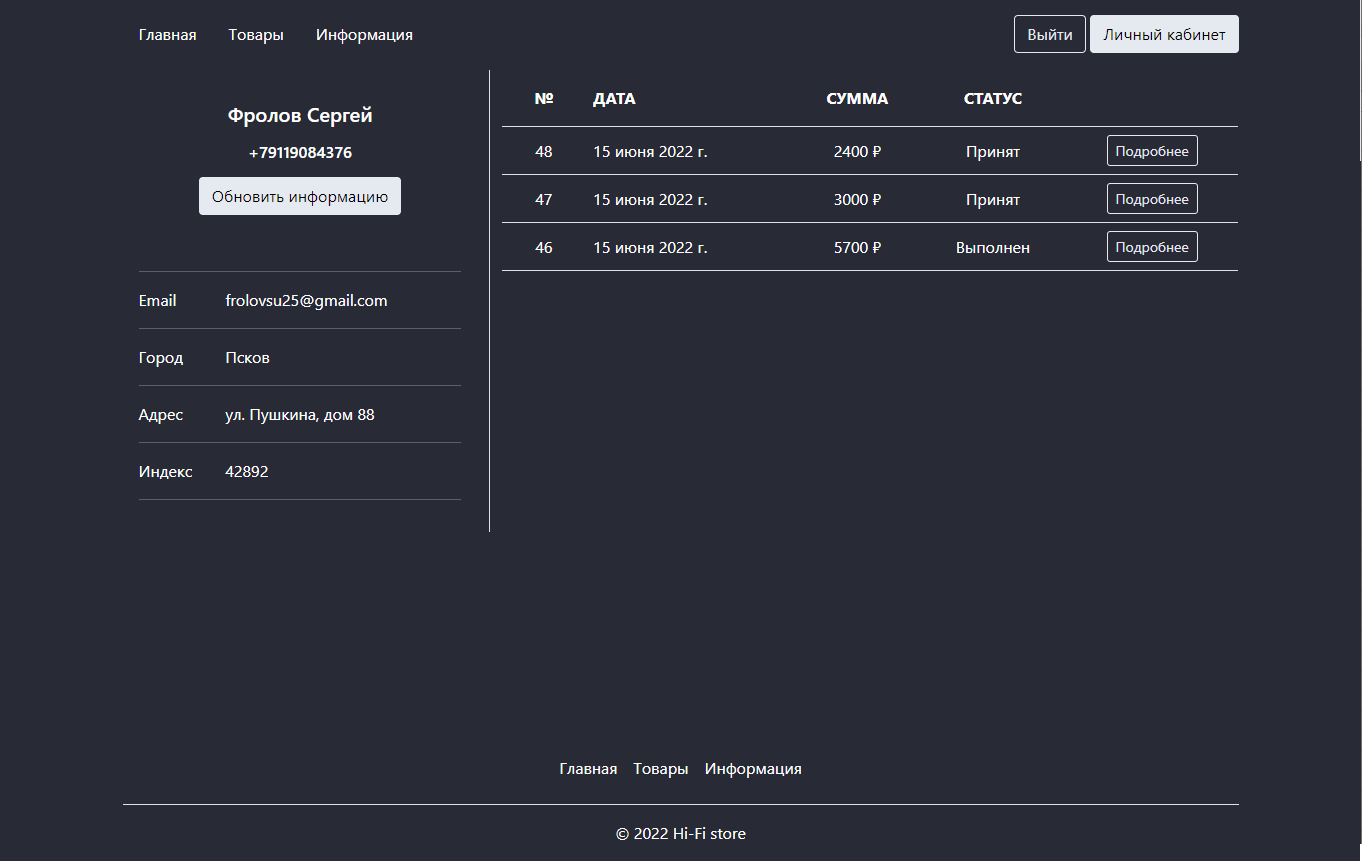 Главная Товары Информация Выйти Личный кабинет
Фролов Сергей
+79119084376
Обновить информацию
Email frolovsu25@gmail.com
Город Псков
Адрес ул. Пушкина, дом 88
Индекс 42892
№ ДАТА СУММА СТАТУС
48 15 июня 2022 г. 2400 ₽ Принят Подробнее
47 15 июня 2022 г. 3000 ₽ Принят Подробнее
46 15 июня 2022 г. 5700 ₽ Выполнен Подробнее
Главная Товары Информация
© 2022 Hi-Fi store